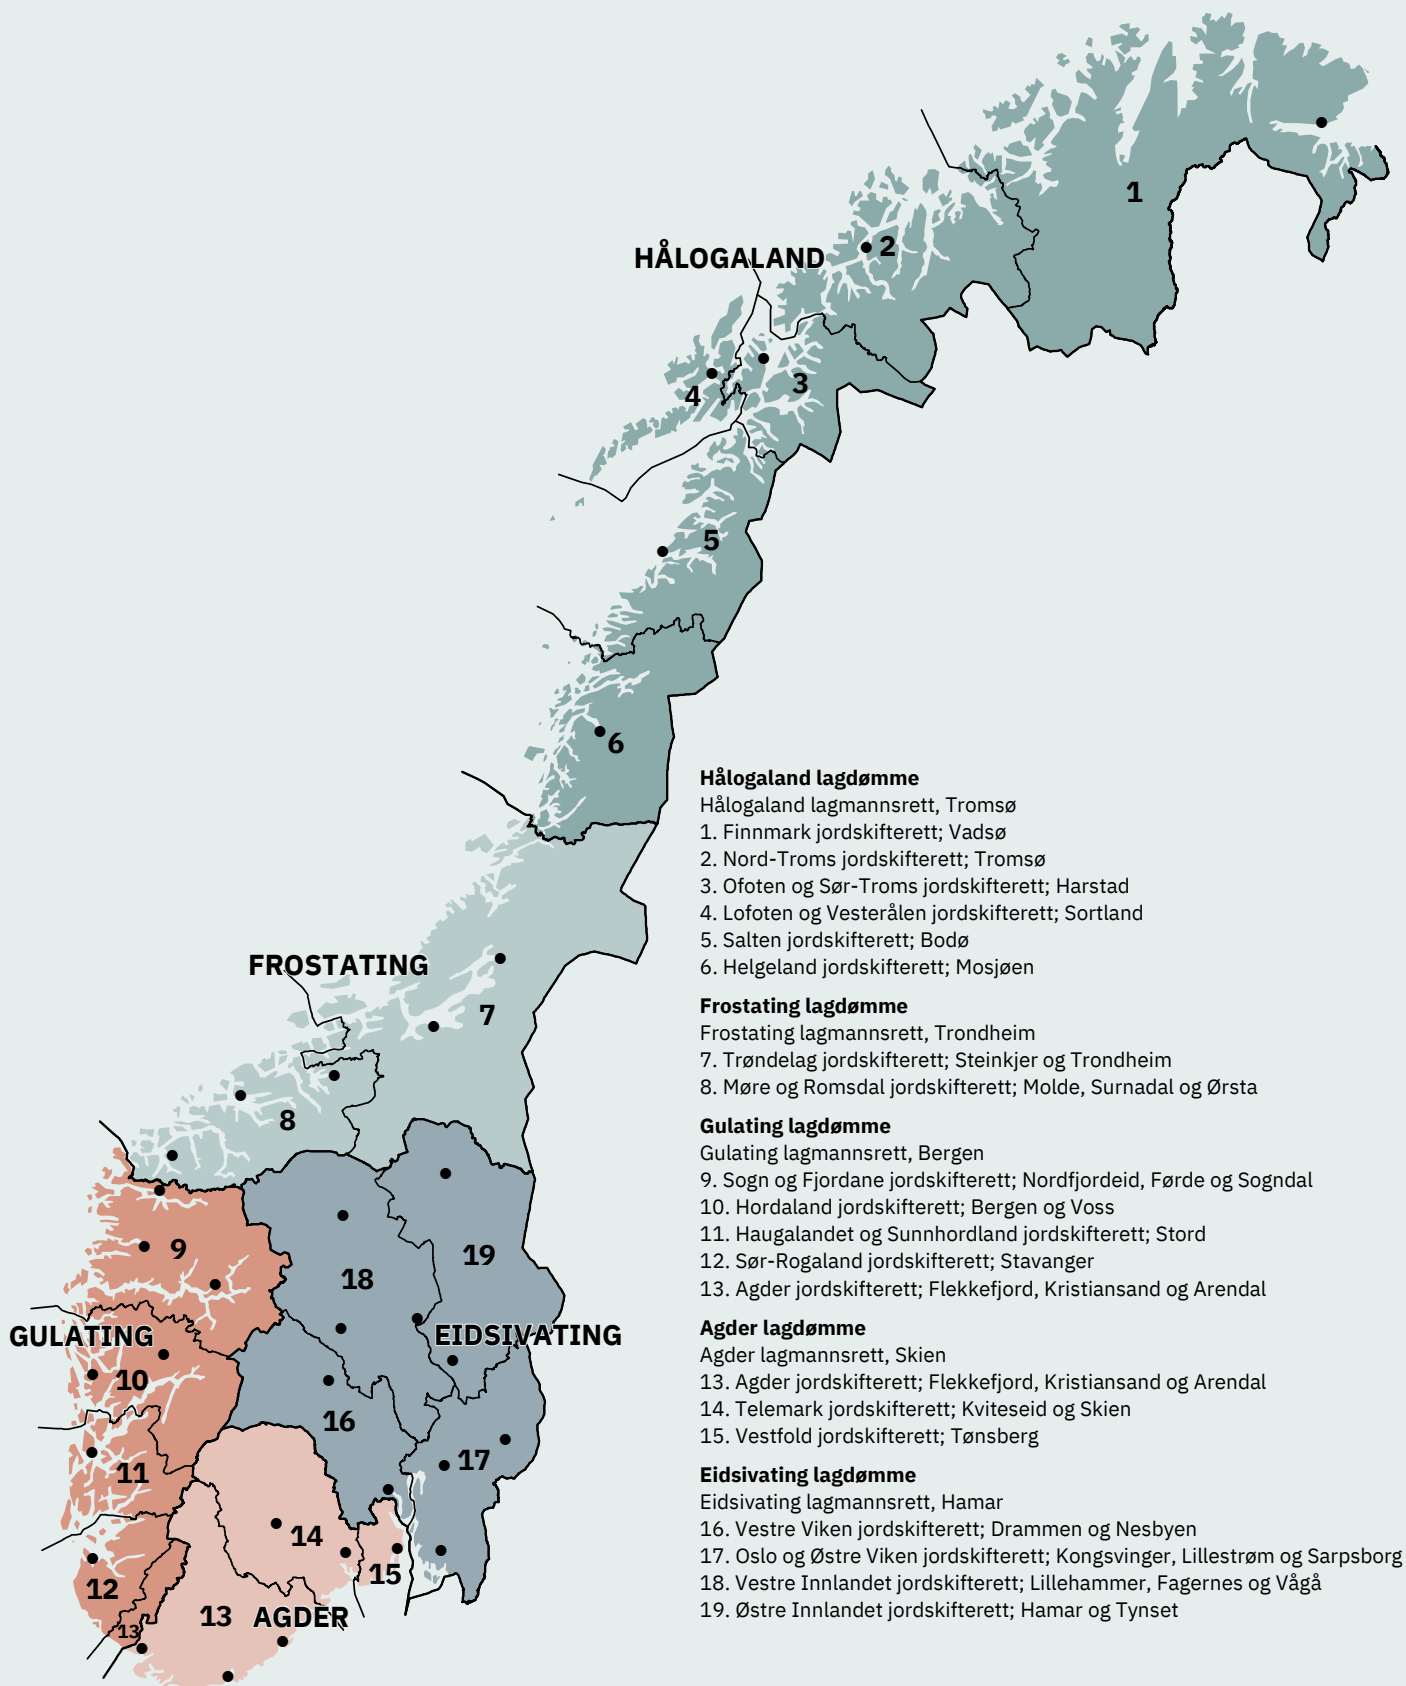 1
2
HÅLOGALAND
3
4
5
6
Hålogaland lagdømme
Hålogaland lagmannsrett, Tromsø
1. Finnmark jordskifterett; Vadsø
2. Nord-Troms jordskifterett; Tromsø
3. Ofoten og Sør-Troms jordskifterett; Harstad
4. Lofoten og Vesterålen jordskifterett; Sortland
5. Salten jordskifterett; Bodø
6. Helgeland jordskifterett; Mosjøen
Frostating lagdømme
Frostating lagmannsrett, Trondheim
7. Trøndelag jordskifterett; Steinkjer og Trondheim
8. Møre og Romsdal jordskifterett; Molde, Surnadal og Ørsta
Gulating lagdømme
Gulating lagmannsrett, Bergen
9. Sogn og Fjordane jordskifterett; Nordfjordeid, Førde og Sogndal
10. Hordaland jordskifterett; Bergen og Voss
11. Haugalandet og Sunnhordland jordskifterett; Stord
12. Sør-Rogaland jordskifterett; Stavanger
13. Agder jordskifterett; Flekkefjord, Kristiansand og Arendal
Agder lagdømme
Agder lagmannsrett, Skien
13. Agder jordskifterett; Flekkefjord, Kristiansand og Arendal
14. Telemark jordskifterett; Kviteseid og Skien
15. Vestfold jordskifterett; Tønsberg
Eidsivating lagdømme
Eidsivating lagmannsrett, Hamar
16. Vestre Viken jordskifterett; Drammen og Nesbyen
17. Oslo og Østre Viken jordskifterett; Kongsvinger, Lillestrøm og Sarpsborg
18. Vestre Innlandet jordskifterett; Lillehammer, Fagernes og Vågå
19. Østre Innlandet jordskifterett; Hamar og Tynset
FROSTATING
7
8
9
19
18
GULATING
EIDSIVATING
10
16
17
11
14
15
12
13
AGDER
13